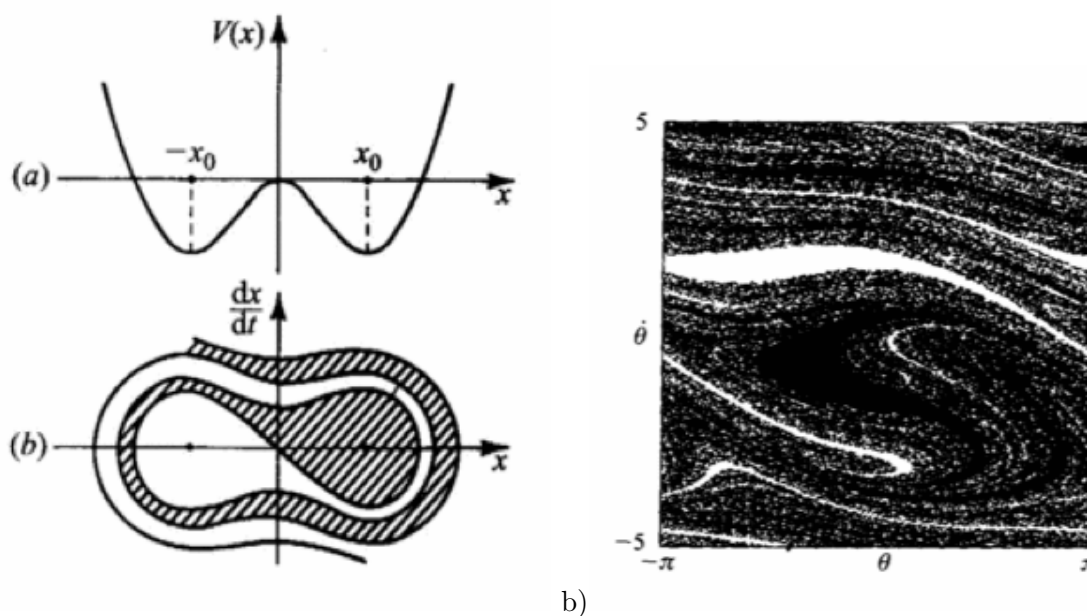 V(x)
−x₀ x₀
(a) x
dx
dt
(b) x
5
θ̇
−5
−π θ
b)